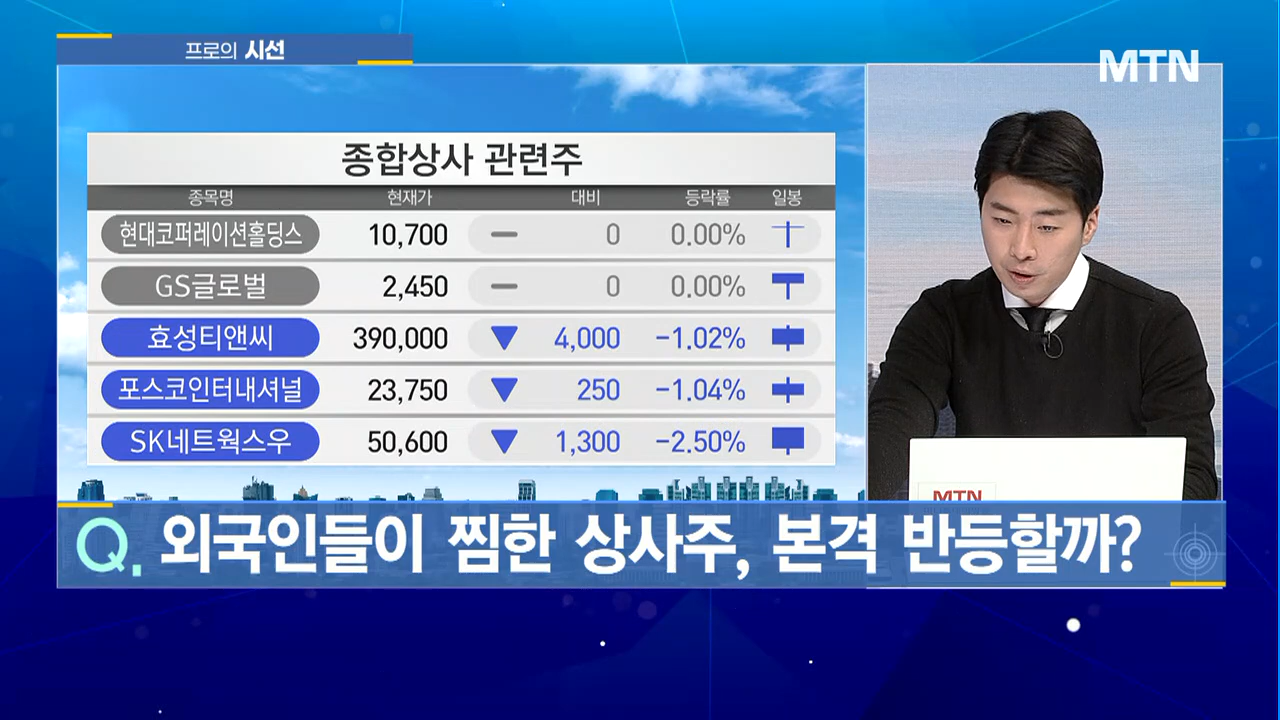 프로의 시선
MTN
종합상사 관련주
종목명 현재가 대비 등락률 일봉
현대코퍼레이션홀딩스 10,700 0 0.00%
GS글로벌 2,450 0 0.00%
효성티앤씨 390,000 ▼ 4,000 -1.02%
포스코인터내셔널 23,750 ▼ 250 -1.04%
SK네트웍스우 50,600 ▼ 1,300 -2.50%
MTN
Q. 외국인들이 찜한 상사주, 본격 반등할까?